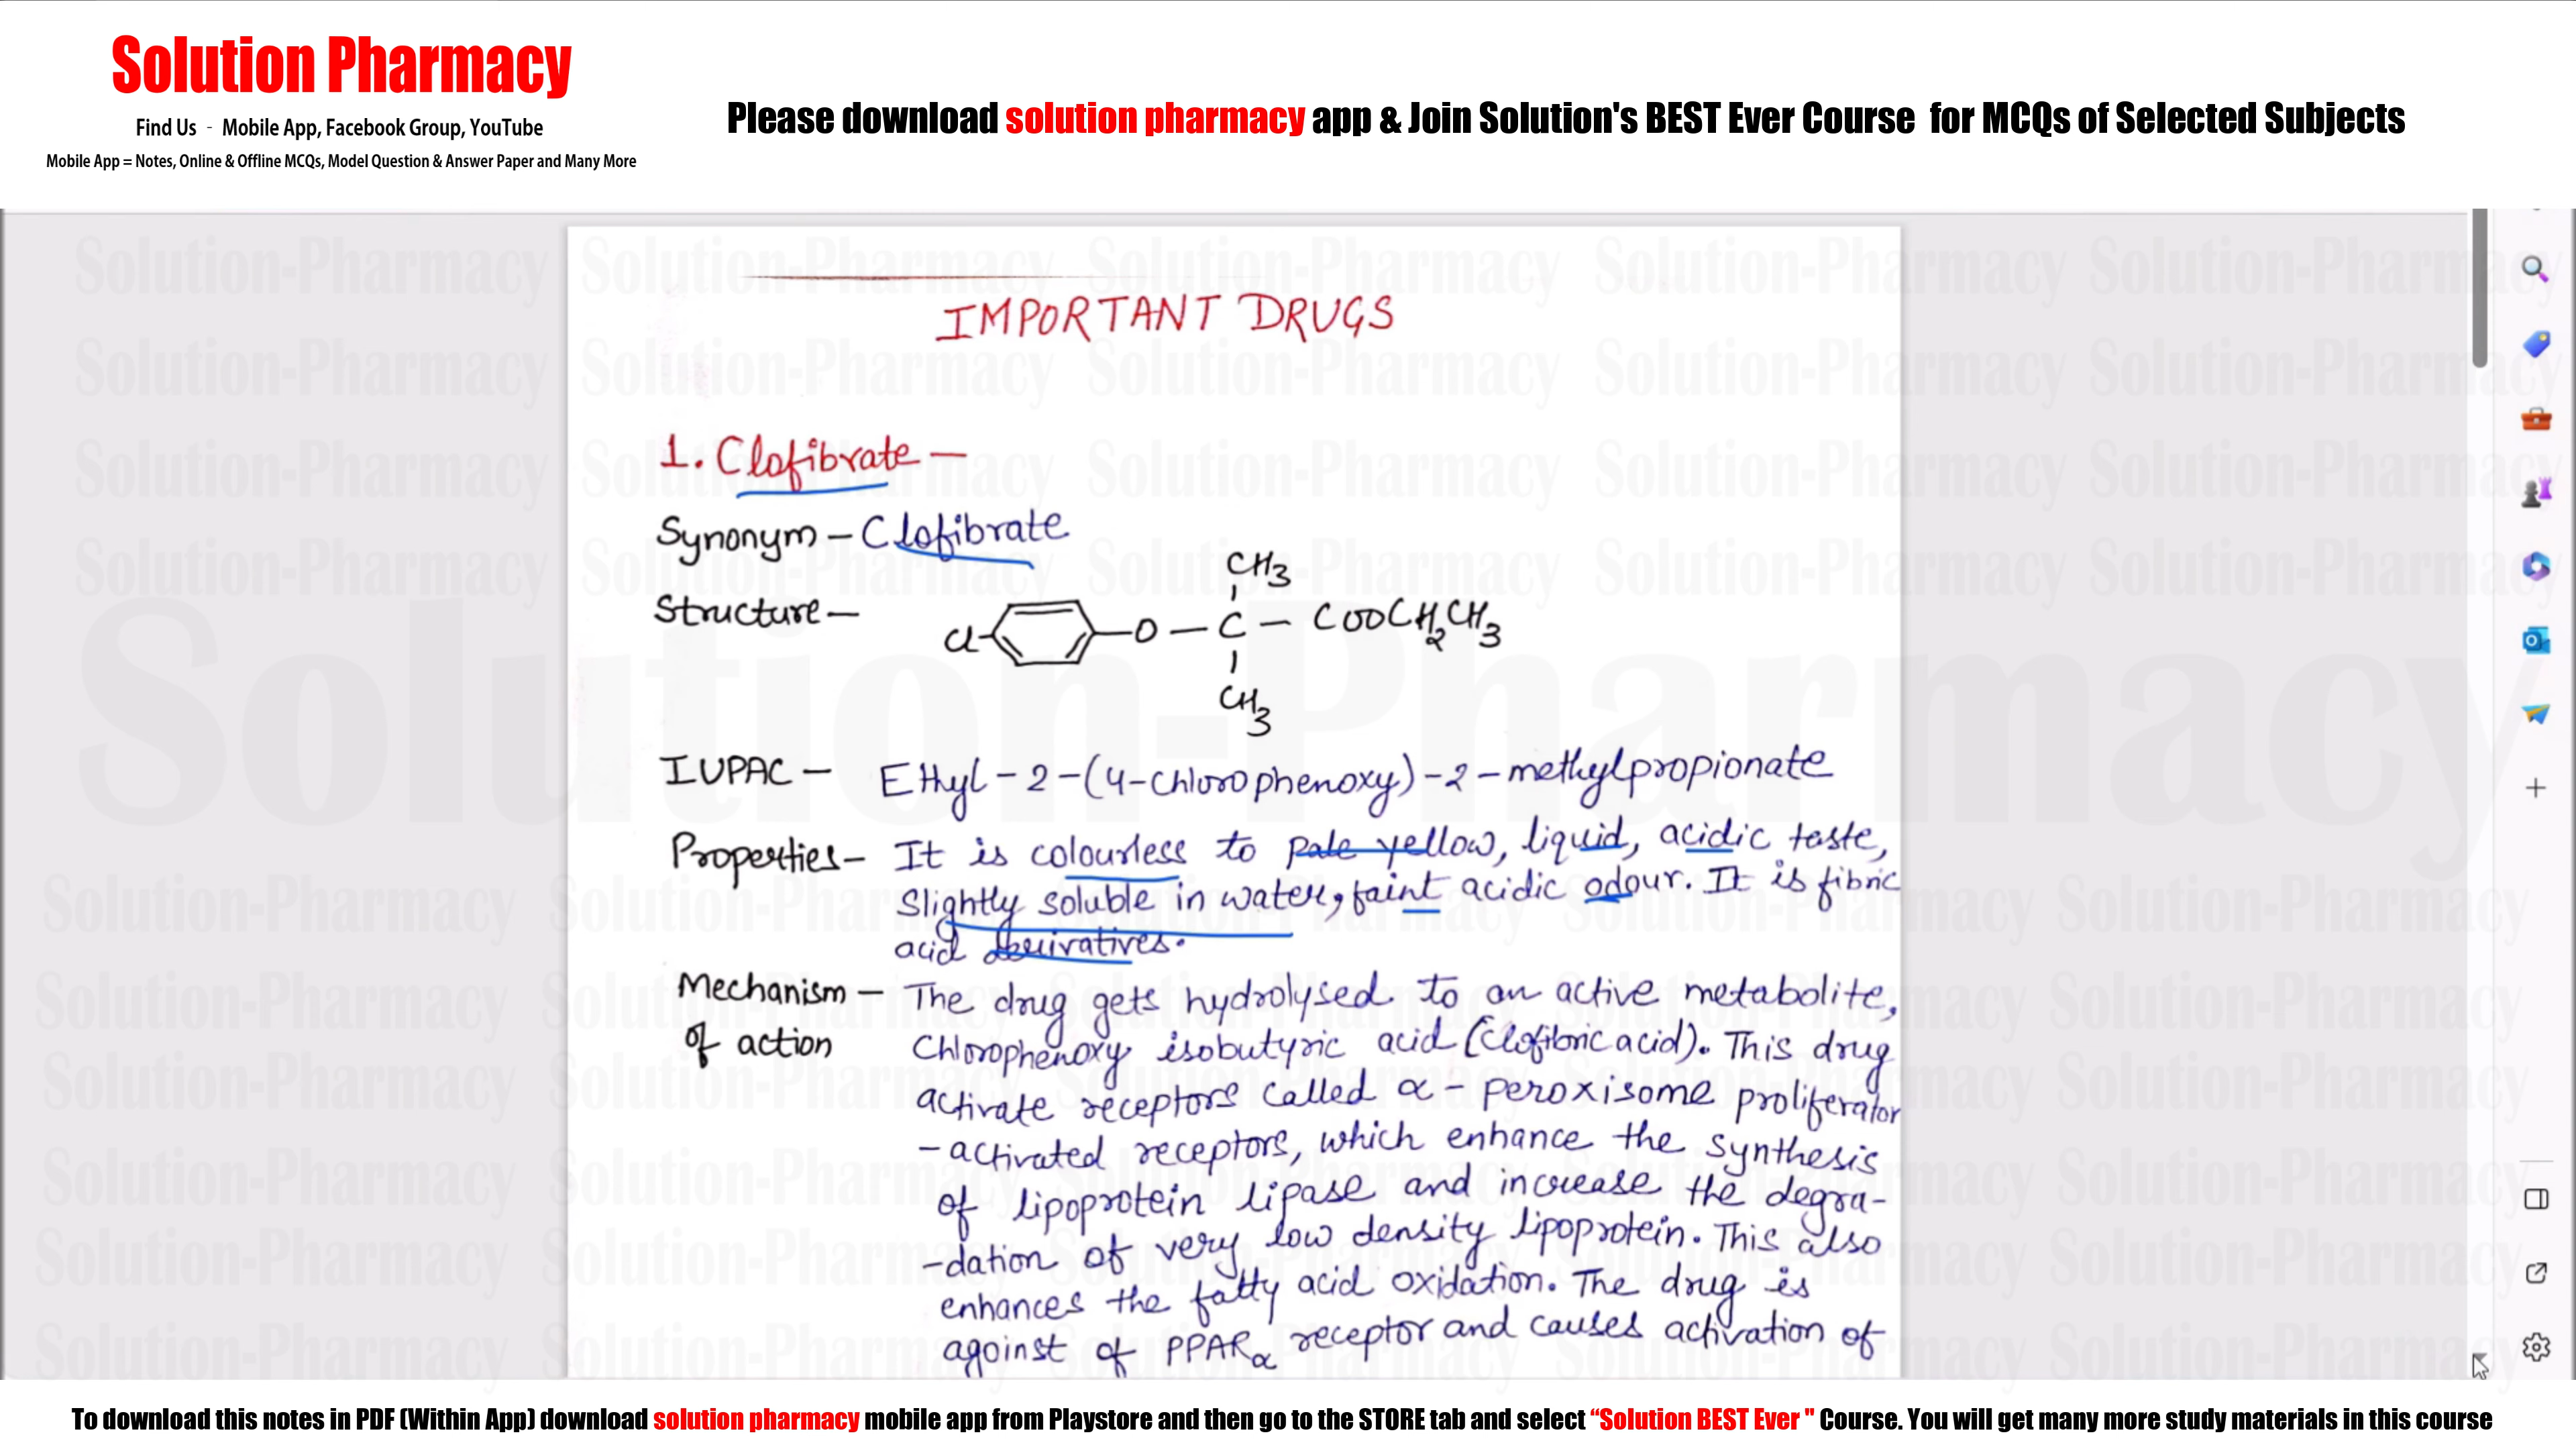 Solution Pharmacy
Find Us - Mobile App, Facebook Group, YouTube
Mobile App = Notes, Online & Offline MCQs, Model Question & Answer Paper and Many More
Please download solution pharmacy app & Join Solution's BEST Ever Course for MCQs of Selected Subjects
IMPORTANT DRUGS
1. Clofibrate —
Synonym – Clofibrate
Structure –
CH3
Cl
O — C — COOCH2CH3
CH3
IUPAC – Ethyl-2-(4-chlorophenoxy)-2-methylpropionate
Properties – It is colourless to pale yellow, liquid, acidic taste,
Slightly soluble in water, faint acidic odour. It is fibric
acid derivatives.
Mechanism – The drug gets hydrolysed to an active metabolite,
of action Chlorophenoxy isobutyric acid (Clofibric acid). This drug
activate receptors called α - peroxisome proliferator
-activated receptors, which enhance the synthesis
of lipoprotein lipase and increase the degra-
-dation of very low density lipoprotein. This also
enhances the fatty acid oxidation. The drug is
against of PPARα receptor and causes activation of
Solution-Pharmacy
To download this notes in PDF (Within App) download solution pharmacy mobile app from Playstore and then go to the STORE tab and select “Solution BEST Ever " Course. You will get many more study materials in this course